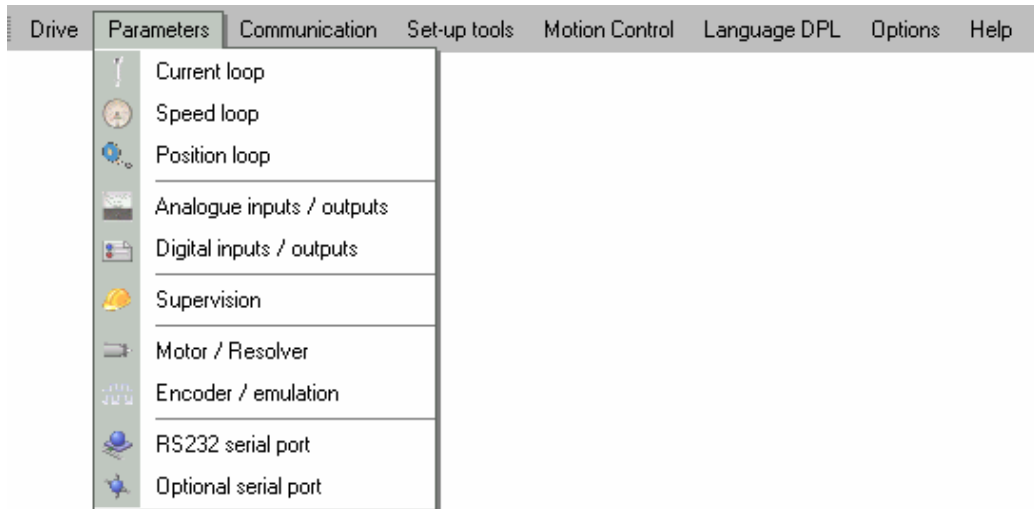 Drive Parameters Communication Set-up tools Motion Control Language DPL Options Help
Current loop
Speed loop
Position loop
Analogue inputs / outputs
Digital inputs / outputs
Supervision
Motor / Resolver
Encoder / emulation
RS232 serial port
Optional serial port